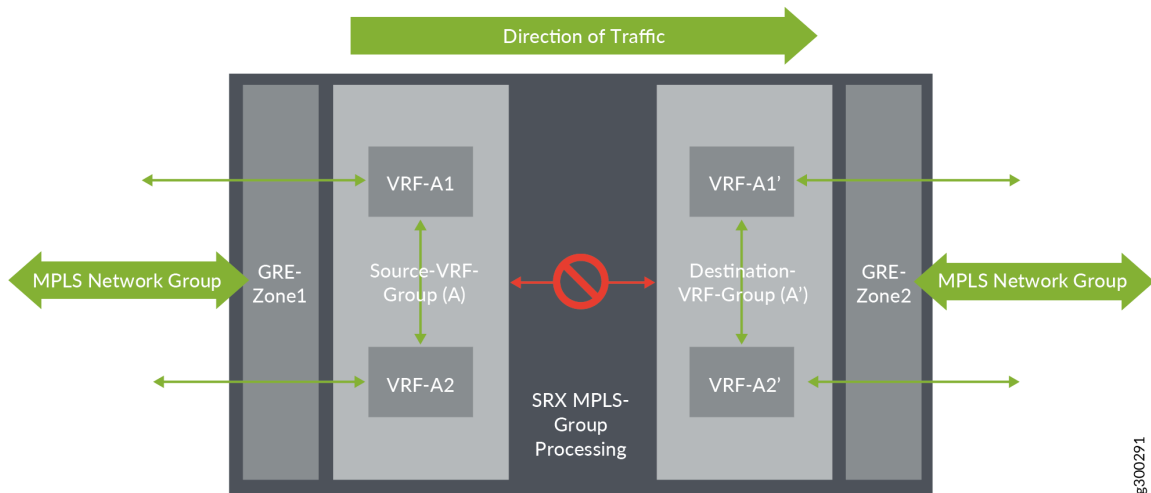 Direction of Traffic
VRF-A1
VRF-A1’
MPLS Network Group
GRE-
Zone1
Source-VRF-
Group (A)
Destination-
VRF-Group (A’)
GRE-
Zone2
MPLS Network Group
VRF-A2
VRF-A2’
SRX MPLS-
Group
Processing
g300291